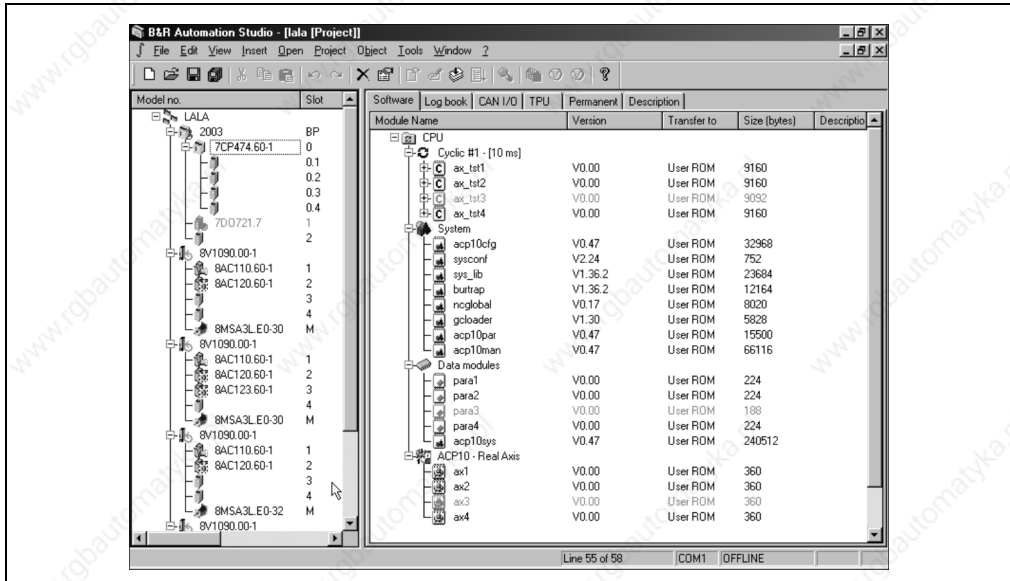 B&R Automation Studio - [lala [Project]]
File Edit View Insert Open Project Object Tools Window ?
Model no. Slot
LALA
2003 BP
7CP474.60-1 0
0.1
0.2
0.3
0.4
7DO721.7 1
2
8V1090.00-1
8AC110.60-1 1
8AC120.60-1 2
3
4
8MSA3L.E0-30 M
8V1090.00-1
8AC110.60-1 1
8AC120.60-1 2
8AC123.60-1 3
4
8MSA3L.E0-30 M
8V1090.00-1
8AC110.60-1 1
8AC120.60-1 2
3
4
8MSA3L.E0-32 M
8V1090.00-1
Software Log book CAN I/O TPU Permanent Description
Module Name Version Transfer to Size (bytes) Descriptio
CPU
Cyclic #1 - [10 ms]
ax_tst1 V0.00 User ROM 9160
ax_tst2 V0.00 User ROM 9160
ax_tst3 V0.00 User ROM 9092
ax_tst4 V0.00 User ROM 9160
System
acp10cfg V0.47 User ROM 32968
sysconf V2.24 User ROM 752
sys_lib V1.36.2 User ROM 23684
burtrap V1.36.2 User ROM 12164
ncglobal V0.17 User ROM 8020
gcloader V1.30 User ROM 5828
acp10par V0.47 User ROM 15500
acp10man V0.47 User ROM 66116
Data modules
para1 V0.00 User ROM 224
para2 V0.00 User ROM 224
para3 V0.00 User ROM 188
para4 V0.00 User ROM 224
acp10sys V0.47 User ROM 240512
ACP10 - Real Axis
ax1 V0.00 User ROM 360
ax2 V0.00 User ROM 360
ax3 V0.00 User ROM 360
ax4 V0.00 User ROM 360
Line 55 of 58 COM1 OFFLINE